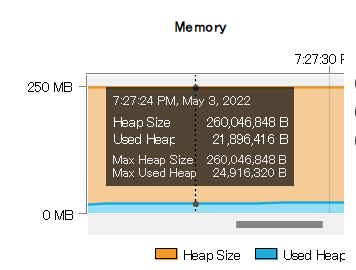 Memory
7:27:30 P
250 MB
7:27:24 PM, May 3, 2022
Heap Size 260,046,848 B
Used Heap 21,896,416 B
Max Heap Size 260,046,848 B
Max Used Heap 24,916,320 B
0 MB
Heap Size Used Heap